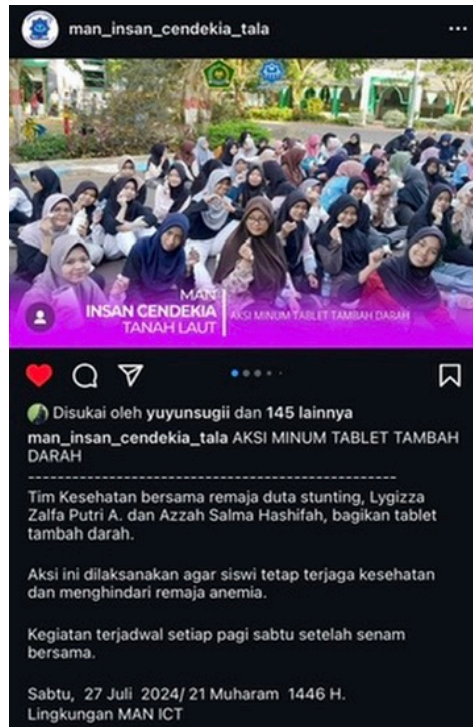 man_insan_cendekia_tala
MAN
INSAN CENDEKIA
TANAH LAUT
AKSI MINUM TABLET TAMBAH DARAH
Disukai oleh yuyunsugii dan 145 lainnya
man_insan_cendekia_tala AKSI MINUM TABLET TAMBAH
DARAH
--------------------------------------------------
Tim Kesehatan bersama remaja duta stunting, Lygizza
Zalfa Putri A. dan Azzah Salma Hashifah, bagikan tablet
tambah darah.
Aksi ini dilaksanakan agar siswi tetap terjaga kesehatan
dan menghindari remaja anemia.
Kegiatan terjadwal setiap pagi sabtu setelah senam
bersama.
Sabtu, 27 Juli 2024/ 21 Muharam 1446 H.
Lingkungan MAN ICT